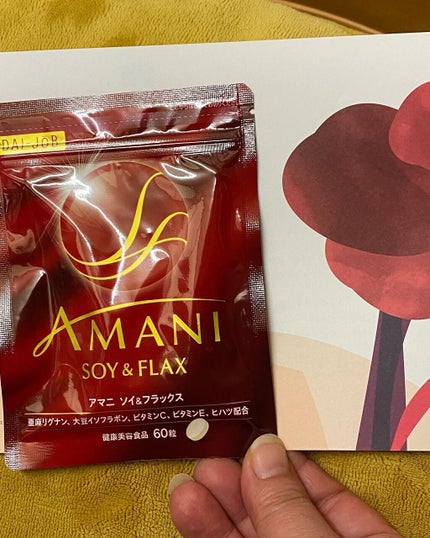 DAI-JOB
AMANI
SOY & FLAX
アマニ ソイ&フラックス
亜麻リグナン、大豆イソフラボン、ビタミンC、ビタミンE、ヒハツ配合
健康美容食品 60粒